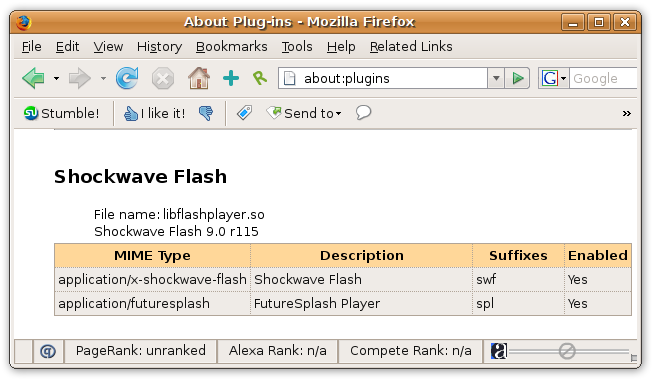 About Plug-ins - Mozilla Firefox
File Edit View History Bookmarks Tools Help Related Links
about:plugins G Google
Stumble! I like it! Send to »
Shockwave Flash
File name: libflashplayer.so
Shockwave Flash 9.0 r115
MIME Type Description Suffixes Enabled
application/x-shockwave-flash Shockwave Flash swf Yes
application/futuresplash FutureSplash Player spl Yes
@ PageRank: unranked Alexa Rank: n/a Compete Rank: n/a a